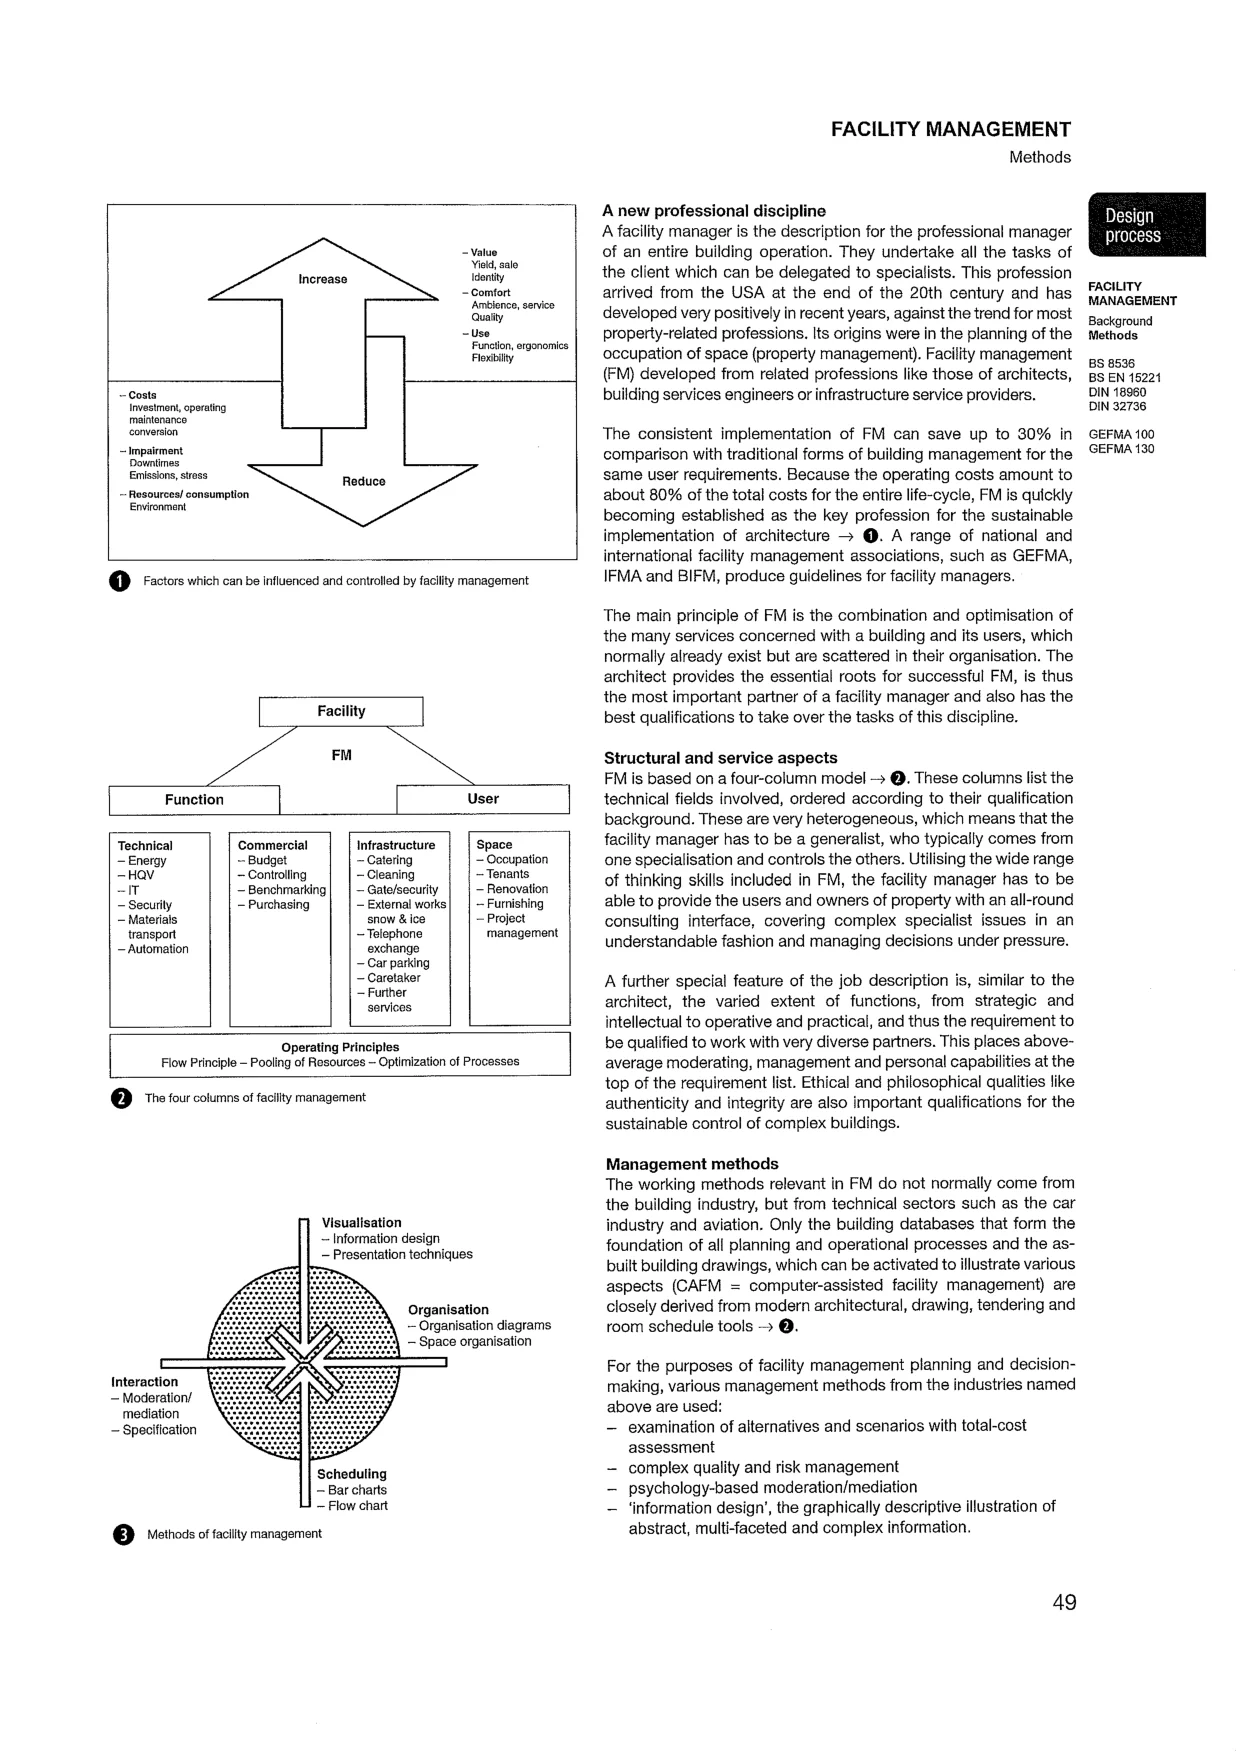 FACILITY MANAGEMENT
Methods
Increase
– Value
Yield, sale
Identity
– Comfort
Ambience, service
Quality
– Use
Function, ergonomics
Flexibility
– Costs
Investment, operating
maintenance
conversion
– Impairment
Downtimes
Emissions, stress
– Resources/ consumption
Environment
Reduce
1 Factors which can be influenced and controlled by facility management
Facility
FM
Function
User
Technical
– Energy
– HQV
– IT
– Security
– Materials
transport
– Automation
Commercial
– Budget
– Controlling
– Benchmarking
– Purchasing
Infrastructure
– Catering
– Cleaning
– Gate/security
– External works
snow & ice
– Telephone
exchange
– Car parking
– Caretaker
– Further
services
Space
– Occupation
– Tenants
– Renovation
– Furnishing
– Project
management
Operating Principles
Flow Principle – Pooling of Resources – Optimization of Processes
2 The four columns of facility management
Visualisation
– Information design
– Presentation techniques
Organisation
– Organisation diagrams
– Space organisation
Interaction
– Moderation/
mediation
– Specification
Scheduling
– Bar charts
– Flow chart
3 Methods of facility management
A new professional discipline
A facility manager is the description for the professional manager
of an entire building operation. They undertake all the tasks of
the client which can be delegated to specialists. This profession
arrived from the USA at the end of the 20th century and has
developed very positively in recent years, against the trend for most
property-related professions. Its origins were in the planning of the
occupation of space (property management). Facility management
(FM) developed from related professions like those of architects,
building services engineers or infrastructure service providers.
The consistent implementation of FM can save up to 30% in
comparison with traditional forms of building management for the
same user requirements. Because the operating costs amount to
about 80% of the total costs for the entire life-cycle, FM is quickly
becoming established as the key profession for the sustainable
implementation of architecture → 1. A range of national and
international facility management associations, such as GEFMA,
IFMA and BIFM, produce guidelines for facility managers.
The main principle of FM is the combination and optimisation of
the many services concerned with a building and its users, which
normally already exist but are scattered in their organisation. The
architect provides the essential roots for successful FM, is thus
the most important partner of a facility manager and also has the
best qualifications to take over the tasks of this discipline.
Structural and service aspects
FM is based on a four-column model → 2. These columns list the
technical fields involved, ordered according to their qualification
background. These are very heterogeneous, which means that the
facility manager has to be a generalist, who typically comes from
one specialisation and controls the others. Utilising the wide range
of thinking skills included in FM, the facility manager has to be
able to provide the users and owners of property with an all-round
consulting interface, covering complex specialist issues in an
understandable fashion and managing decisions under pressure.
A further special feature of the job description is, similar to the
architect, the varied extent of functions, from strategic and
intellectual to operative and practical, and thus the requirement to
be qualified to work with very diverse partners. This places above-
average moderating, management and personal capabilities at the
top of the requirement list. Ethical and philosophical qualities like
authenticity and integrity are also important qualifications for the
sustainable control of complex buildings.
Management methods
The working methods relevant in FM do not normally come from
the building industry, but from technical sectors such as the car
industry and aviation. Only the building databases that form the
foundation of all planning and operational processes and the as-
built building drawings, which can be activated to illustrate various
aspects (CAFM = computer-assisted facility management) are
closely derived from modern architectural, drawing, tendering and
room schedule tools → 2.
For the purposes of facility management planning and decision-
making, various management methods from the industries named
above are used:
– examination of alternatives and scenarios with total-cost
assessment
– complex quality and risk management
– psychology-based moderation/mediation
– ‘information design’, the graphically descriptive illustration of
abstract, multi-faceted and complex information.
Design
process
FACILITY
MANAGEMENT
Background
Methods
BS 8536
BS EN 15221
DIN 18960
DIN 32736
GEFMA 100
GEFMA 130
49